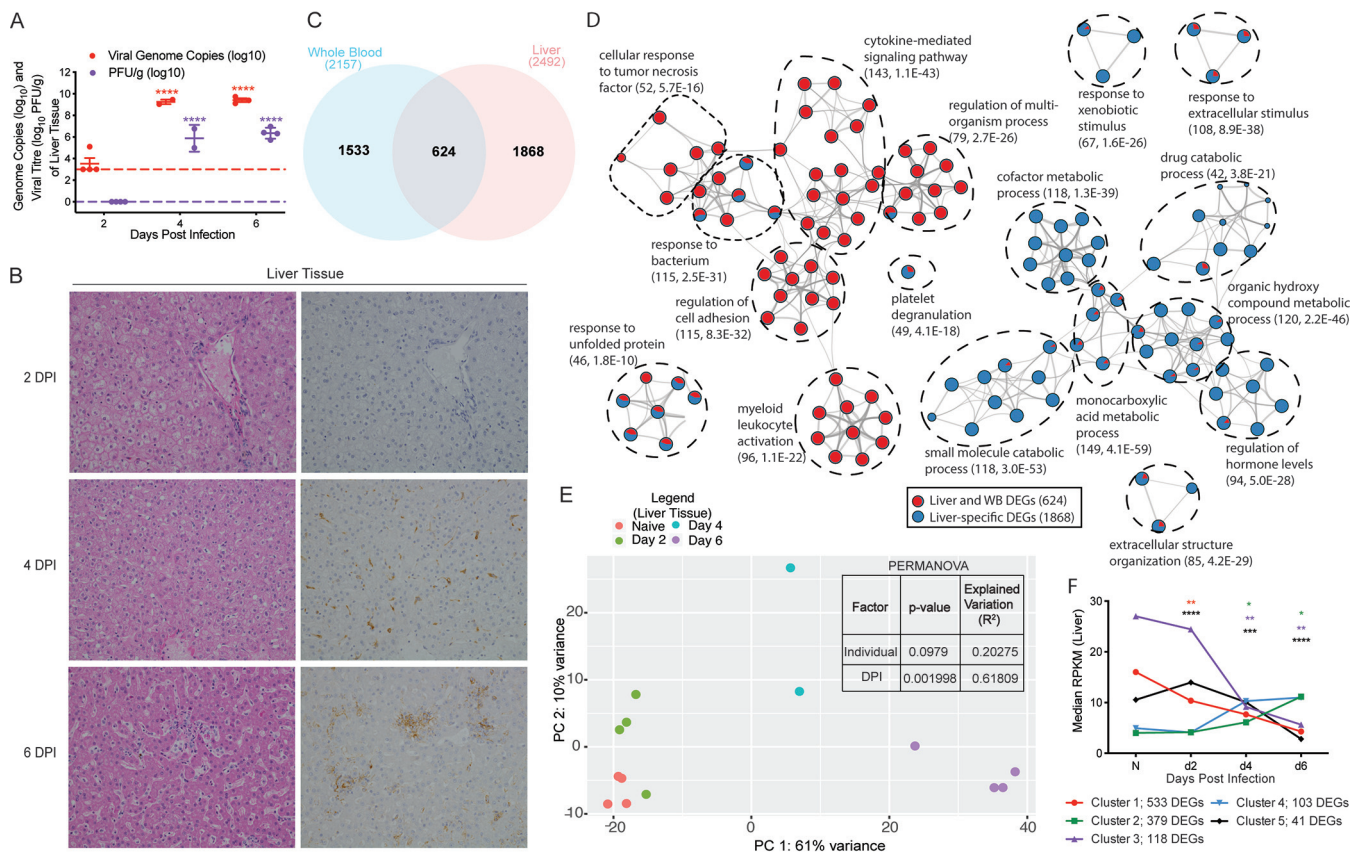 A
Viral Genome Copies (log10)
PFU/g (log10)
Genome Copies (log10) and
Viral Titre (log10 PFU/g)
of Liver Tissue
12
10
8
6
4
2
0
****
****
****
****
2
4
6
Days Post Infection
B
Liver Tissue
2 DPI
4 DPI
6 DPI
C
Whole Blood
(2157)
Liver
(2492)
1533
624
1868
D
cellular response
to tumor necrosis
factor
(52, 5.7E-16)
cytokine-mediated
signaling pathway
(143, 1.1E-43)
regulation of multi-
organism process
(79, 2.7E-26)
response to
xenobiotic
stimulus
(67, 1.6E-26)
response to
extracellular stimulus
(108, 8.9E-38)
drug catabolic
process (42, 3.8E-21)
cofactor metabolic
process (118, 1.3E-39)
response to
bacterium
(115, 2.5E-31)
regulation of
cell adhesion
(115, 8.3E-32)
platelet
degranulation
(49, 4.1E-18)
organic hydroxy
compound metabolic
process (120, 2.2E-46)
response to
unfolded protein
(46, 1.8E-10)
myeloid
leukocyte
activation
(96, 1.1E-22)
small molecule catabolic
process (118, 3.0E-53)
monocarboxylic
acid metabolic
process
(149, 4.1E-59)
regulation of
hormone levels
(94, 5.0E-28)
extracellular structure
organization (85, 4.2E-29)
Liver and WB DEGs (624)
Liver-specific DEGs (1868)
E
Legend
(Liver Tissue)
Naive
Day 4
Day 2
Day 6
PC 2: 10% variance
20
10
0
-10
-20
0
20
40
PC 1: 61% variance
PERMANOVA
Factor
p-value
Explained
Variation
(R²)
Individual
0.0979
0.20275
DPI
0.001998
0.61809
F
Median RPKM (Liver)
30
20
10
0
**
****
*
**
***
*
**
****
N
d2
d4
d6
Days Post Infection
Cluster 1; 533 DEGs
Cluster 4; 103 DEGs
Cluster 2; 379 DEGs
Cluster 5; 41 DEGs
Cluster 3; 118 DEGs